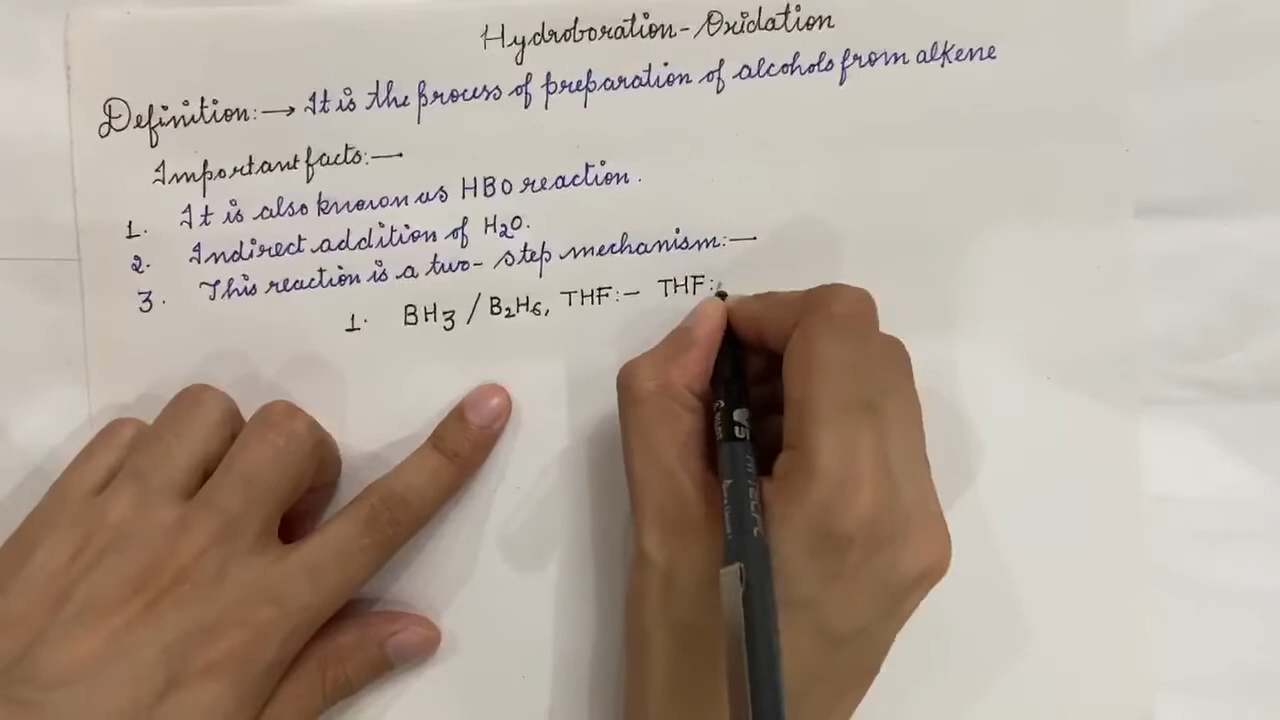 Hydroboration-Oxidation
Definition:→ It is the process of preparation of alcohols from alkene
Important facts:—
1. It is also known as HBO reaction.
2. Indirect addition of H2O.
3. This reaction is a two-step mechanism:—
1. BH3 / B2H6, THF:- THF:
V5